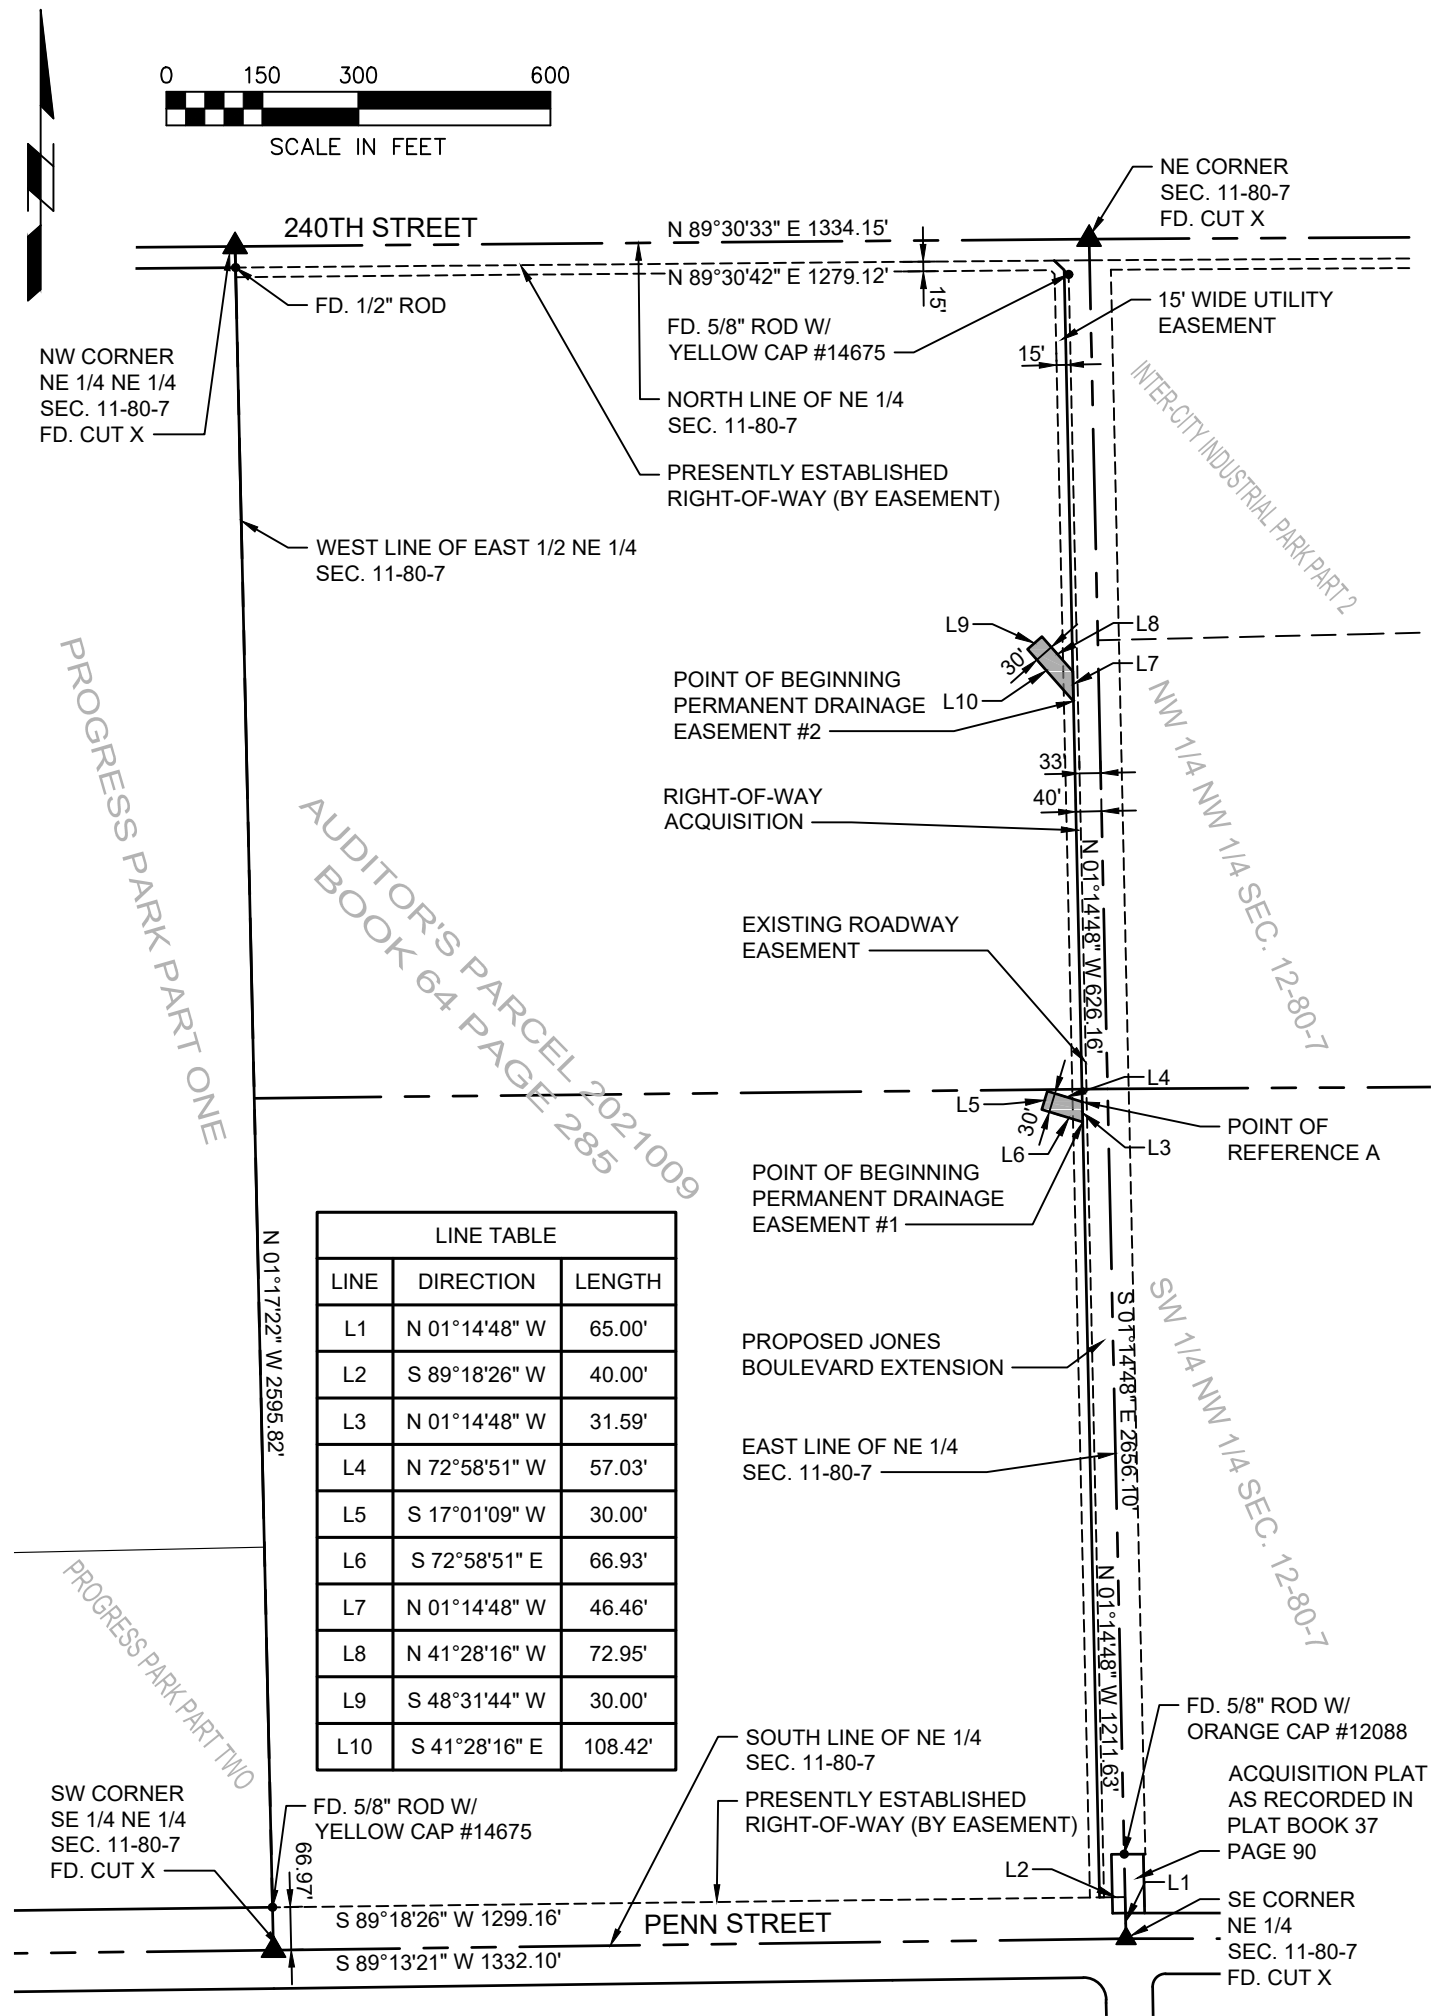 0 150 300 600
SCALE IN FEET
NE CORNER
SEC. 11-80-7
FD. CUT X
240TH STREET
N 89°30'33" E 1334.15'
N 89°30'42" E 1279.12'
15'
FD. 1/2" ROD
15' WIDE UTILITY
EASEMENT
FD. 5/8" ROD W/
YELLOW CAP #14675
15'
NW CORNER
NE 1/4 NE 1/4
SEC. 11-80-7
FD. CUT X
NORTH LINE OF NE 1/4
SEC. 11-80-7
INTER-CITY INDUSTRIAL PARK PART 2
PRESENTLY ESTABLISHED
RIGHT-OF-WAY (BY EASEMENT)
WEST LINE OF EAST 1/2 NE 1/4
SEC. 11-80-7
L9
L8
30'
L7
L10
POINT OF BEGINNING
PERMANENT DRAINAGE
EASEMENT #2
PROGRESS PARK PART ONE
NW 1/4 NW 1/4 SEC. 12-80-7
33'
40'
RIGHT-OF-WAY
ACQUISITION
AUDITOR'S PARCEL 2021009
BOOK 64 PAGE 285
N 01°14'48" W 626.16'
EXISTING ROADWAY
EASEMENT
L4
L5
30'
L6
L3
POINT OF
REFERENCE A
POINT OF BEGINNING
PERMANENT DRAINAGE
EASEMENT #1
N 01°17'22" W 2595.82'
LINE TABLE
LINE DIRECTION LENGTH
L1 N 01°14'48" W 65.00'
L2 S 89°18'26" W 40.00'
L3 N 01°14'48" W 31.59'
L4 N 72°58'51" W 57.03'
L5 S 17°01'09" W 30.00'
L6 S 72°58'51" E 66.93'
L7 N 01°14'48" W 46.46'
L8 N 41°28'16" W 72.95'
L9 S 48°31'44" W 30.00'
L10 S 41°28'16" E 108.42'
PROPOSED JONES
BOULEVARD EXTENSION
S 01°14'48" E 2656.10'
SW 1/4 NW 1/4 SEC. 12-80-7
EAST LINE OF NE 1/4
SEC. 11-80-7
N 01°14'48" W 1211.63'
PROGRESS PARK PART TWO
FD. 5/8" ROD W/
ORANGE CAP #12088
SOUTH LINE OF NE 1/4
SEC. 11-80-7
ACQUISITION PLAT
AS RECORDED IN
PLAT BOOK 37
PAGE 90
SW CORNER
SE 1/4 NE 1/4
SEC. 11-80-7
FD. CUT X
FD. 5/8" ROD W/
YELLOW CAP #14675
PRESENTLY ESTABLISHED
RIGHT-OF-WAY (BY EASEMENT)
66.97'
L2
L1
SE CORNER
NE 1/4
SEC. 11-80-7
FD. CUT X
S 89°18'26" W 1299.16'
PENN STREET
S 89°13'21" W 1332.10'